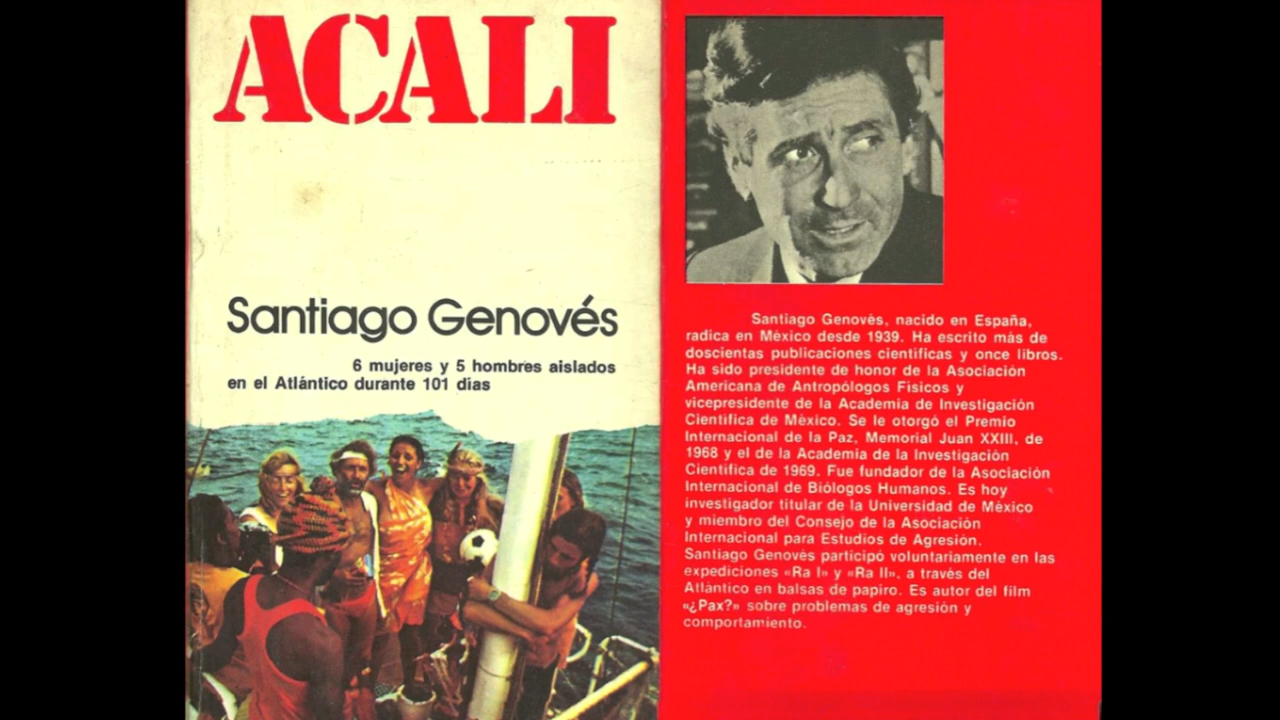 ACALI
Santiago Genovés
6 mujeres y 5 hombres aislados
en el Atlántico durante 101 días
Santiago Genovés, nacido en España,
radica en México desde 1939. Ha escrito más de
doscientas publicaciones científicas y once libros.
Ha sido presidente de honor de la Asociación
Americana de Antropólogos Físicos y
vicepresidente de la Academia de Investigación
Científica de México. Se le otorgó el Premio
Internacional de la Paz, Memorial Juan XXIII, de
1968 y el de la Academia de la Investigación
Científica de 1969. Fue fundador de la Asociación
Internacional de Biólogos Humanos. Es hoy
investigador titular de la Universidad de México
y miembro del Consejo de la Asociación
Internacional para Estudios de Agresión.
Santiago Genovés participó voluntariamente en las
expediciones «Ra I» y «Ra II», a través del
Atlántico en balsas de papiro. Es autor del film
«¿Pax?» sobre problemas de agresión y
comportamiento.